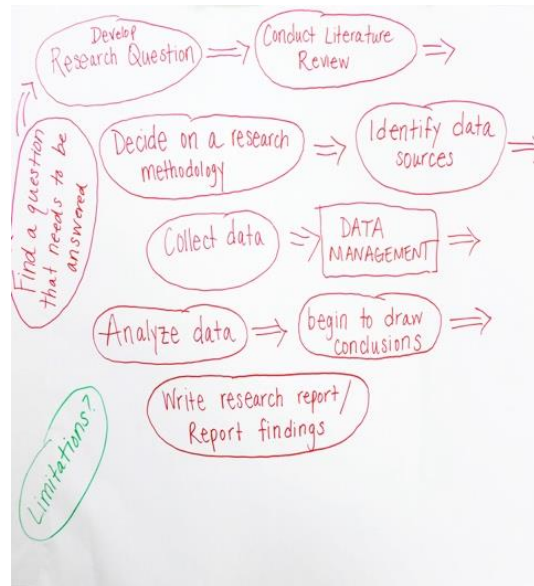 Find a question
that needs to be
answered
Develop
Research Question
Conduct Literature
Review
Decide on a research
methodology
Identify data
sources
Collect data
DATA
MANAGEMENT
Analyze data
begin to draw
conclusions
Write research report/
Report findings
Limitations?